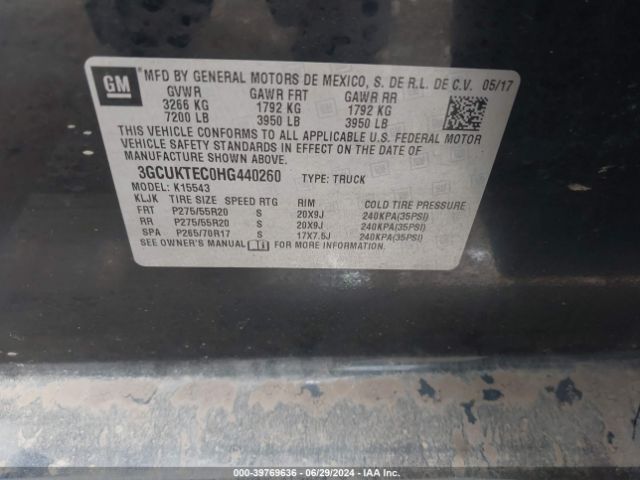 GM
MFD BY GENERAL MOTORS DE MEXICO, S. DE R.L. DE C.V. 05/17
GVWR GAWR FRT GAWR RR
3266 KG 1792 KG 1792 KG
7200 LB 3950 LB 3950 LB
THIS VEHICLE CONFORMS TO ALL APPLICABLE U.S. FEDERAL MOTOR
VEHICLE SAFETY STANDARDS IN EFFECT ON THE DATE OF
MANUFACTURE SHOWN ABOVE.
3GCUKTEC0HG440260 TYPE: TRUCK
MODEL: K15543
KLJK TIRE SIZE SPEED RTG RIM COLD TIRE PRESSURE
FRT P275/55R20 S 20X9J 240KPA(35PSI)
RR P275/55R20 S 20X9J 240KPA(35PSI)
SPA P265/70R17 S 17X7.5J 240KPA(35PSI)
SEE OWNER'S MANUAL FOR MORE INFORMATION.
000-39769636 - 06/29/2024 - IAA Inc.